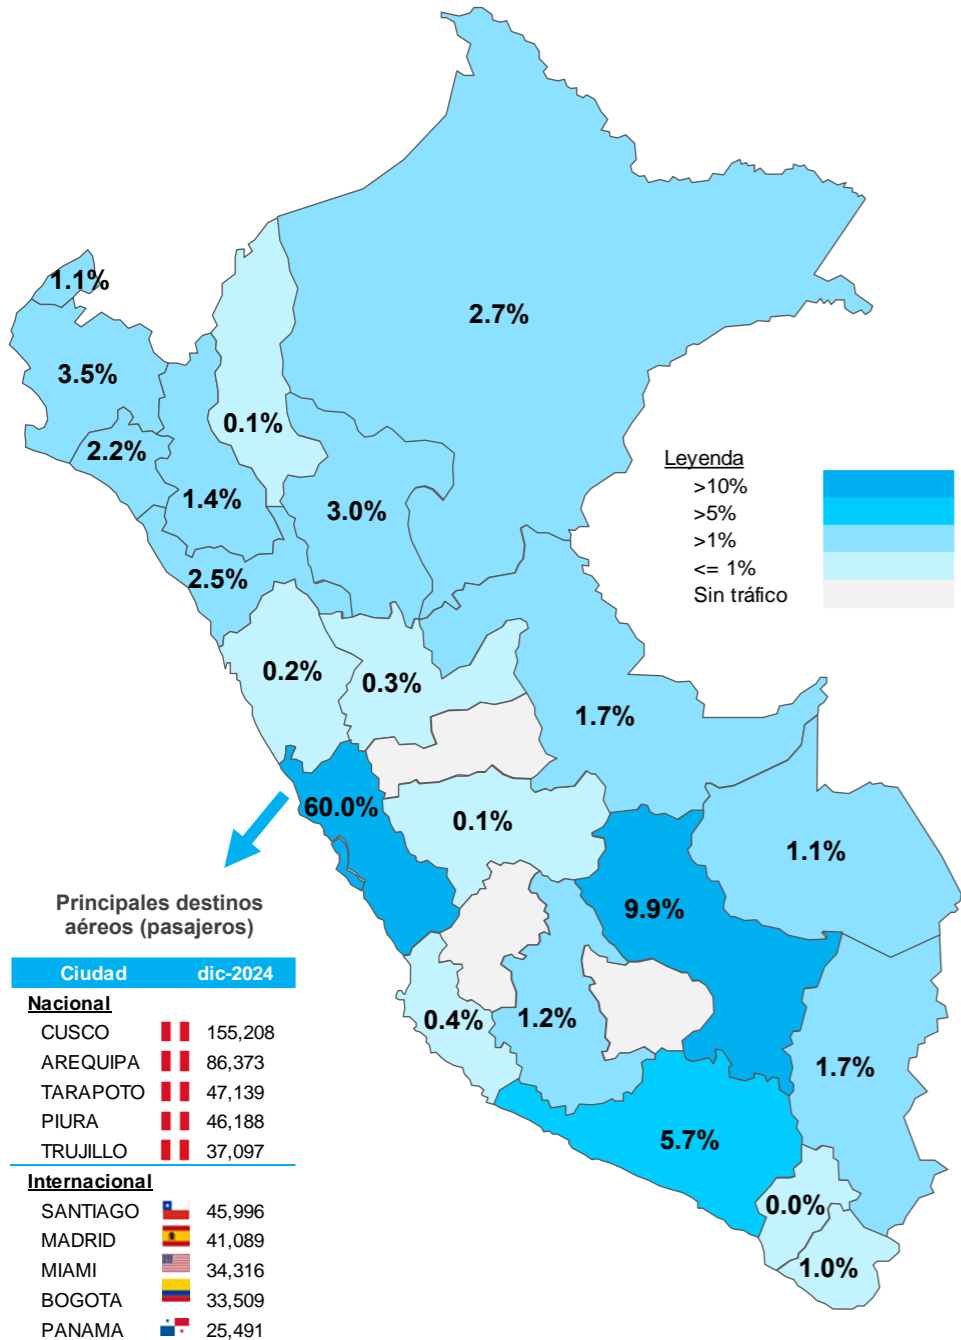 1.1%
2.7%
3.5%
0.1%
2.2%
1.4%
3.0%
Leyenda
>10%
>5%
>1%
<= 1%
Sin tráfico
2.5%
0.2%
0.3%
1.7%
60.0%
0.1%
1.1%
9.9%
0.4%
1.2%
1.7%
5.7%
0.0%
1.0%
Principales destinos
aéreos (pasajeros)
Ciudad dic-2024
Nacional
CUSCO 155,208
AREQUIPA 86,373
TARAPOTO 47,139
PIURA 46,188
TRUJILLO 37,097
Internacional
SANTIAGO 45,996
MADRID 41,089
MIAMI 34,316
BOGOTA 33,509
PANAMA 25,491